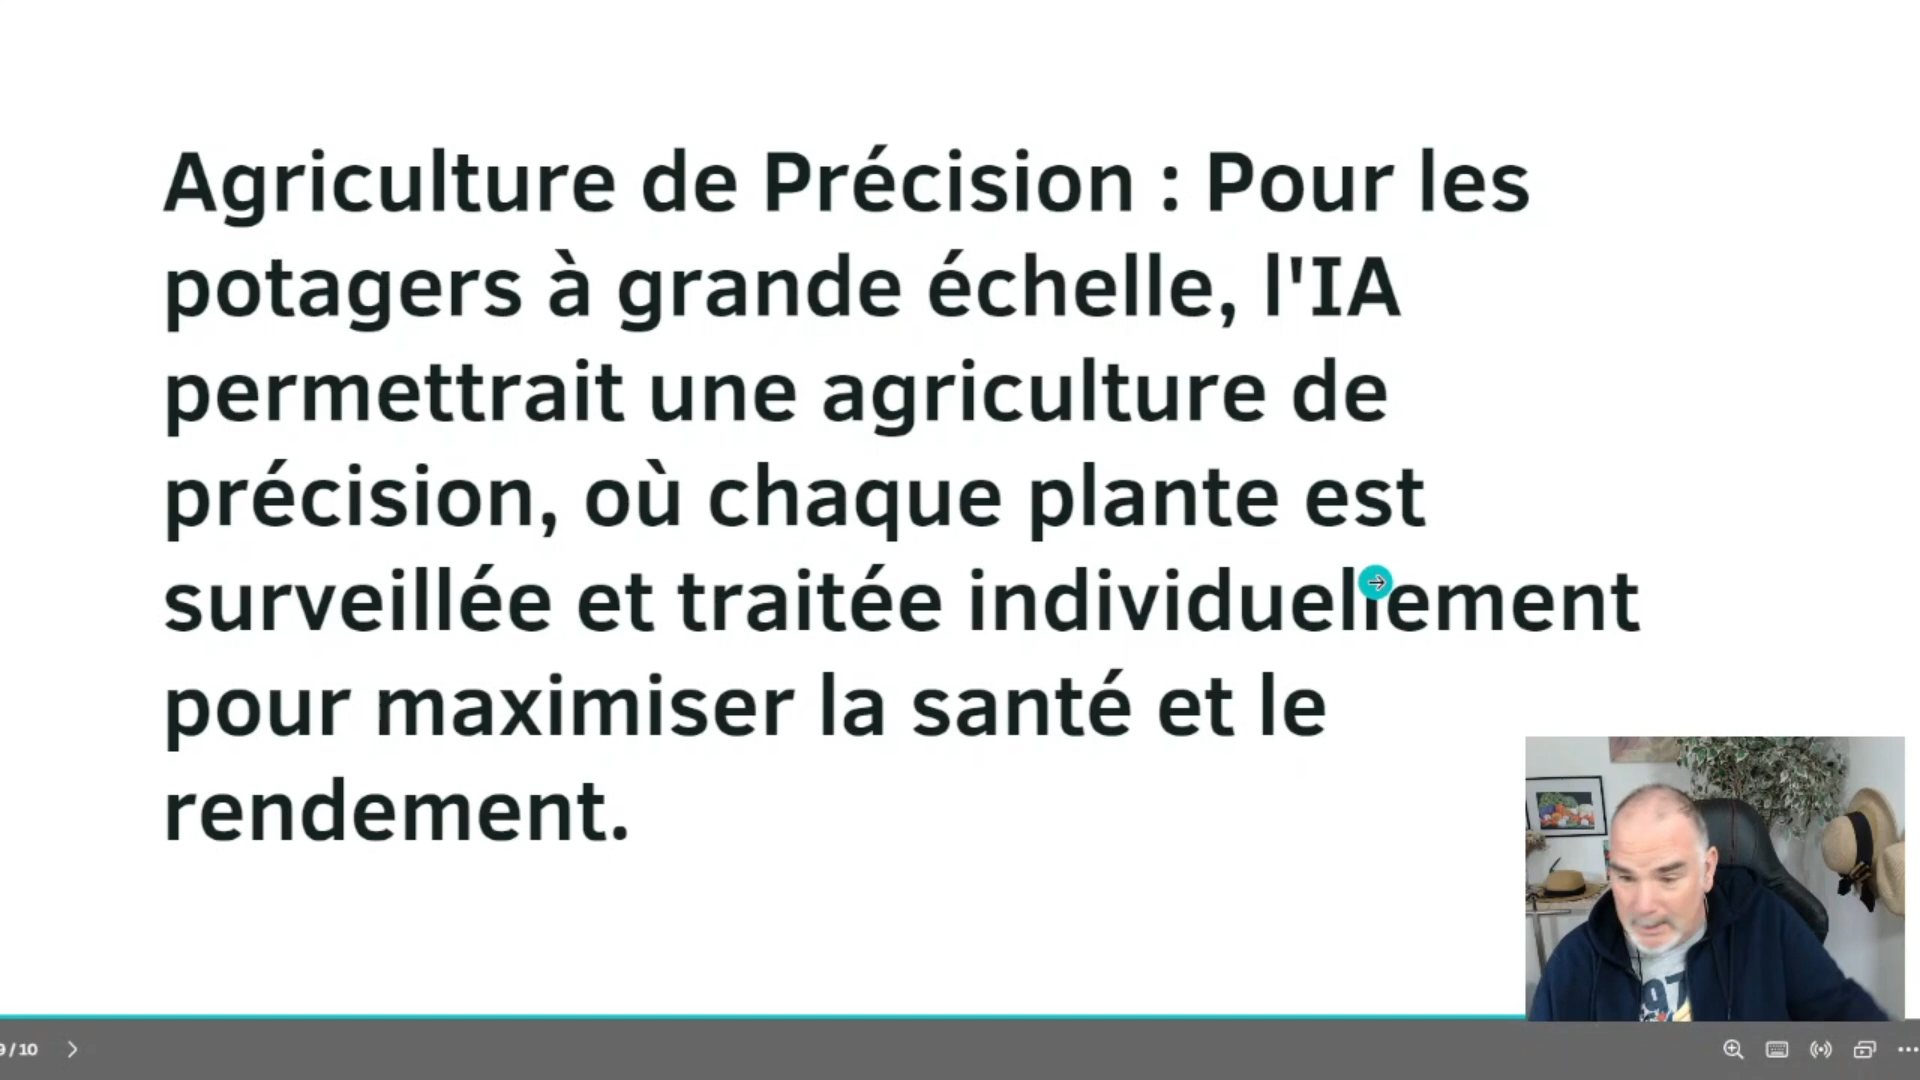 Agriculture de Précision : Pour les
potagers à grande échelle, l'IA
permettrait une agriculture de
précision, où chaque plante est
surveillée et traitée individuellement
pour maximiser la santé et le
rendement.
97
9 / 10